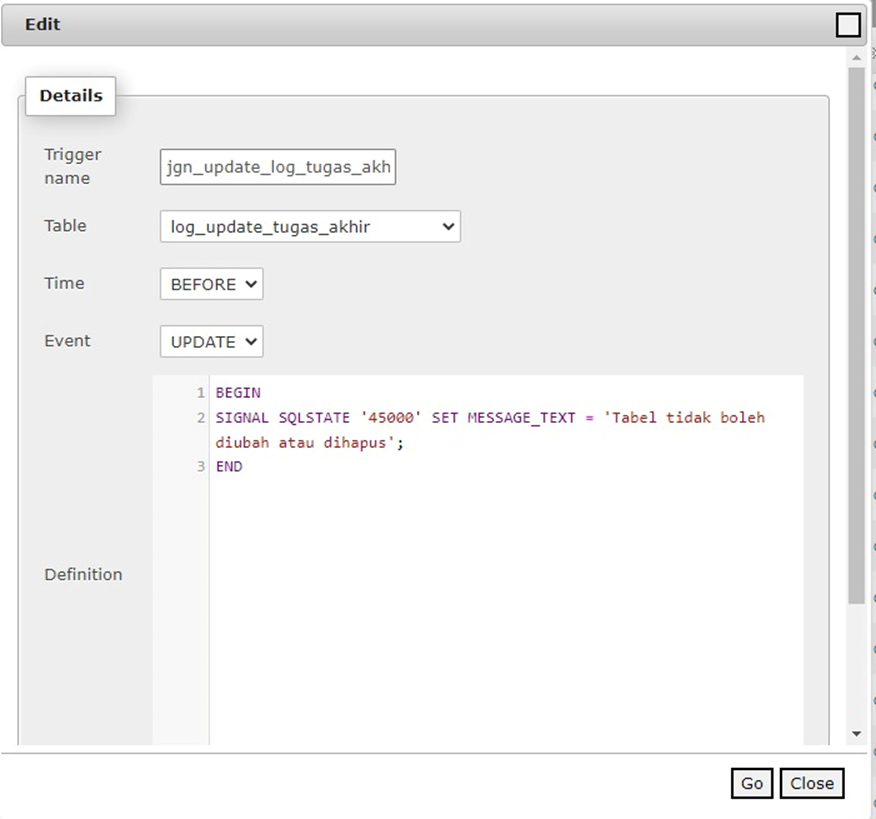 Edit
Details
Trigger
name
jgn_update_log_tugas_akh
Table
log_update_tugas_akhir
Time
BEFORE
Event
UPDATE
1 BEGIN
2 SIGNAL SQLSTATE '45000' SET MESSAGE_TEXT = 'Tabel tidak boleh
diubah atau dihapus';
3 END
Definition
Go
Close